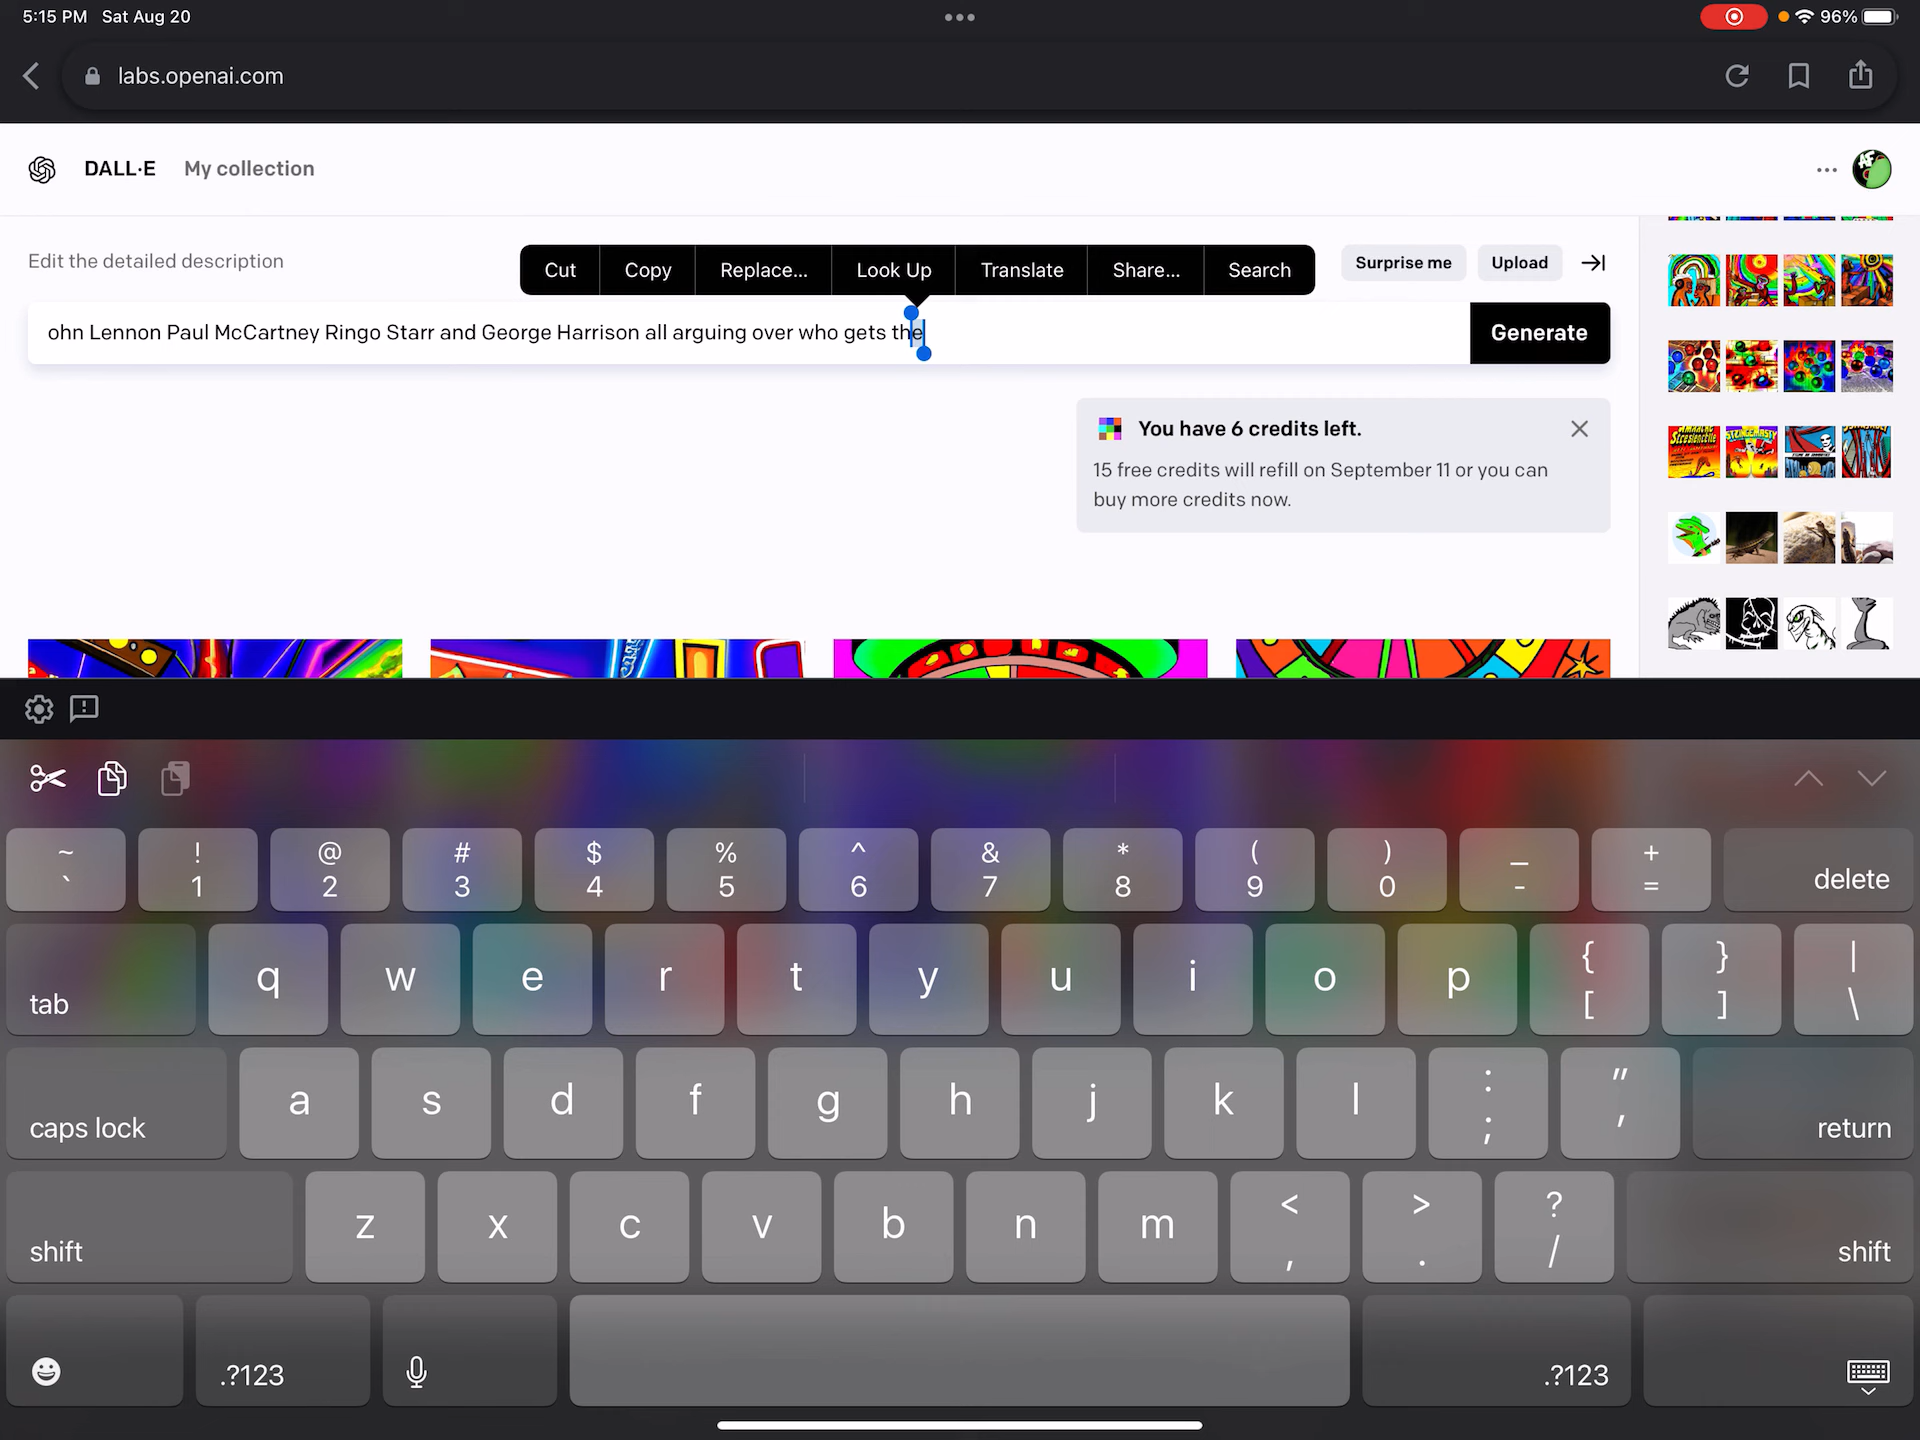 5:15 PM Sat Aug 20
96%
labs.openai.com
DALL·E My collection
Edit the detailed description
Cut Copy Replace... Look Up Translate Share... Search
Surprise me Upload
ohn Lennon Paul McCartney Ringo Starr and George Harrison all arguing over who gets the
Generate
You have 6 credits left.
15 free credits will refill on September 11 or you can
buy more credits now.
~ ! @ # $ % ^ & * ( ) _ +
` 1 2 3 4 5 6 7 8 9 0 - = delete
tab q w e r t y u i o p { [ } ] | \
caps lock a s d f g h j k l : ; " ' return
shift z x c v b n m < , > . ? / shift
.?123 .?123